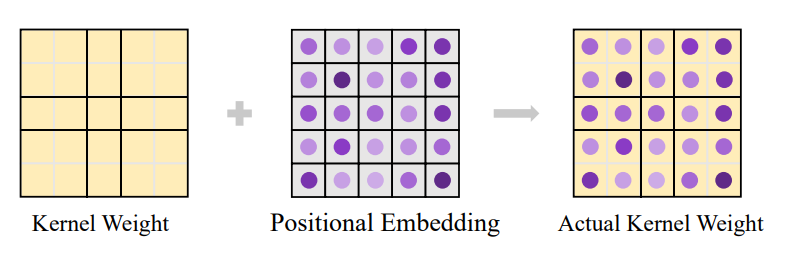 Kernel Weight
Positional Embedding
Actual Kernel Weight